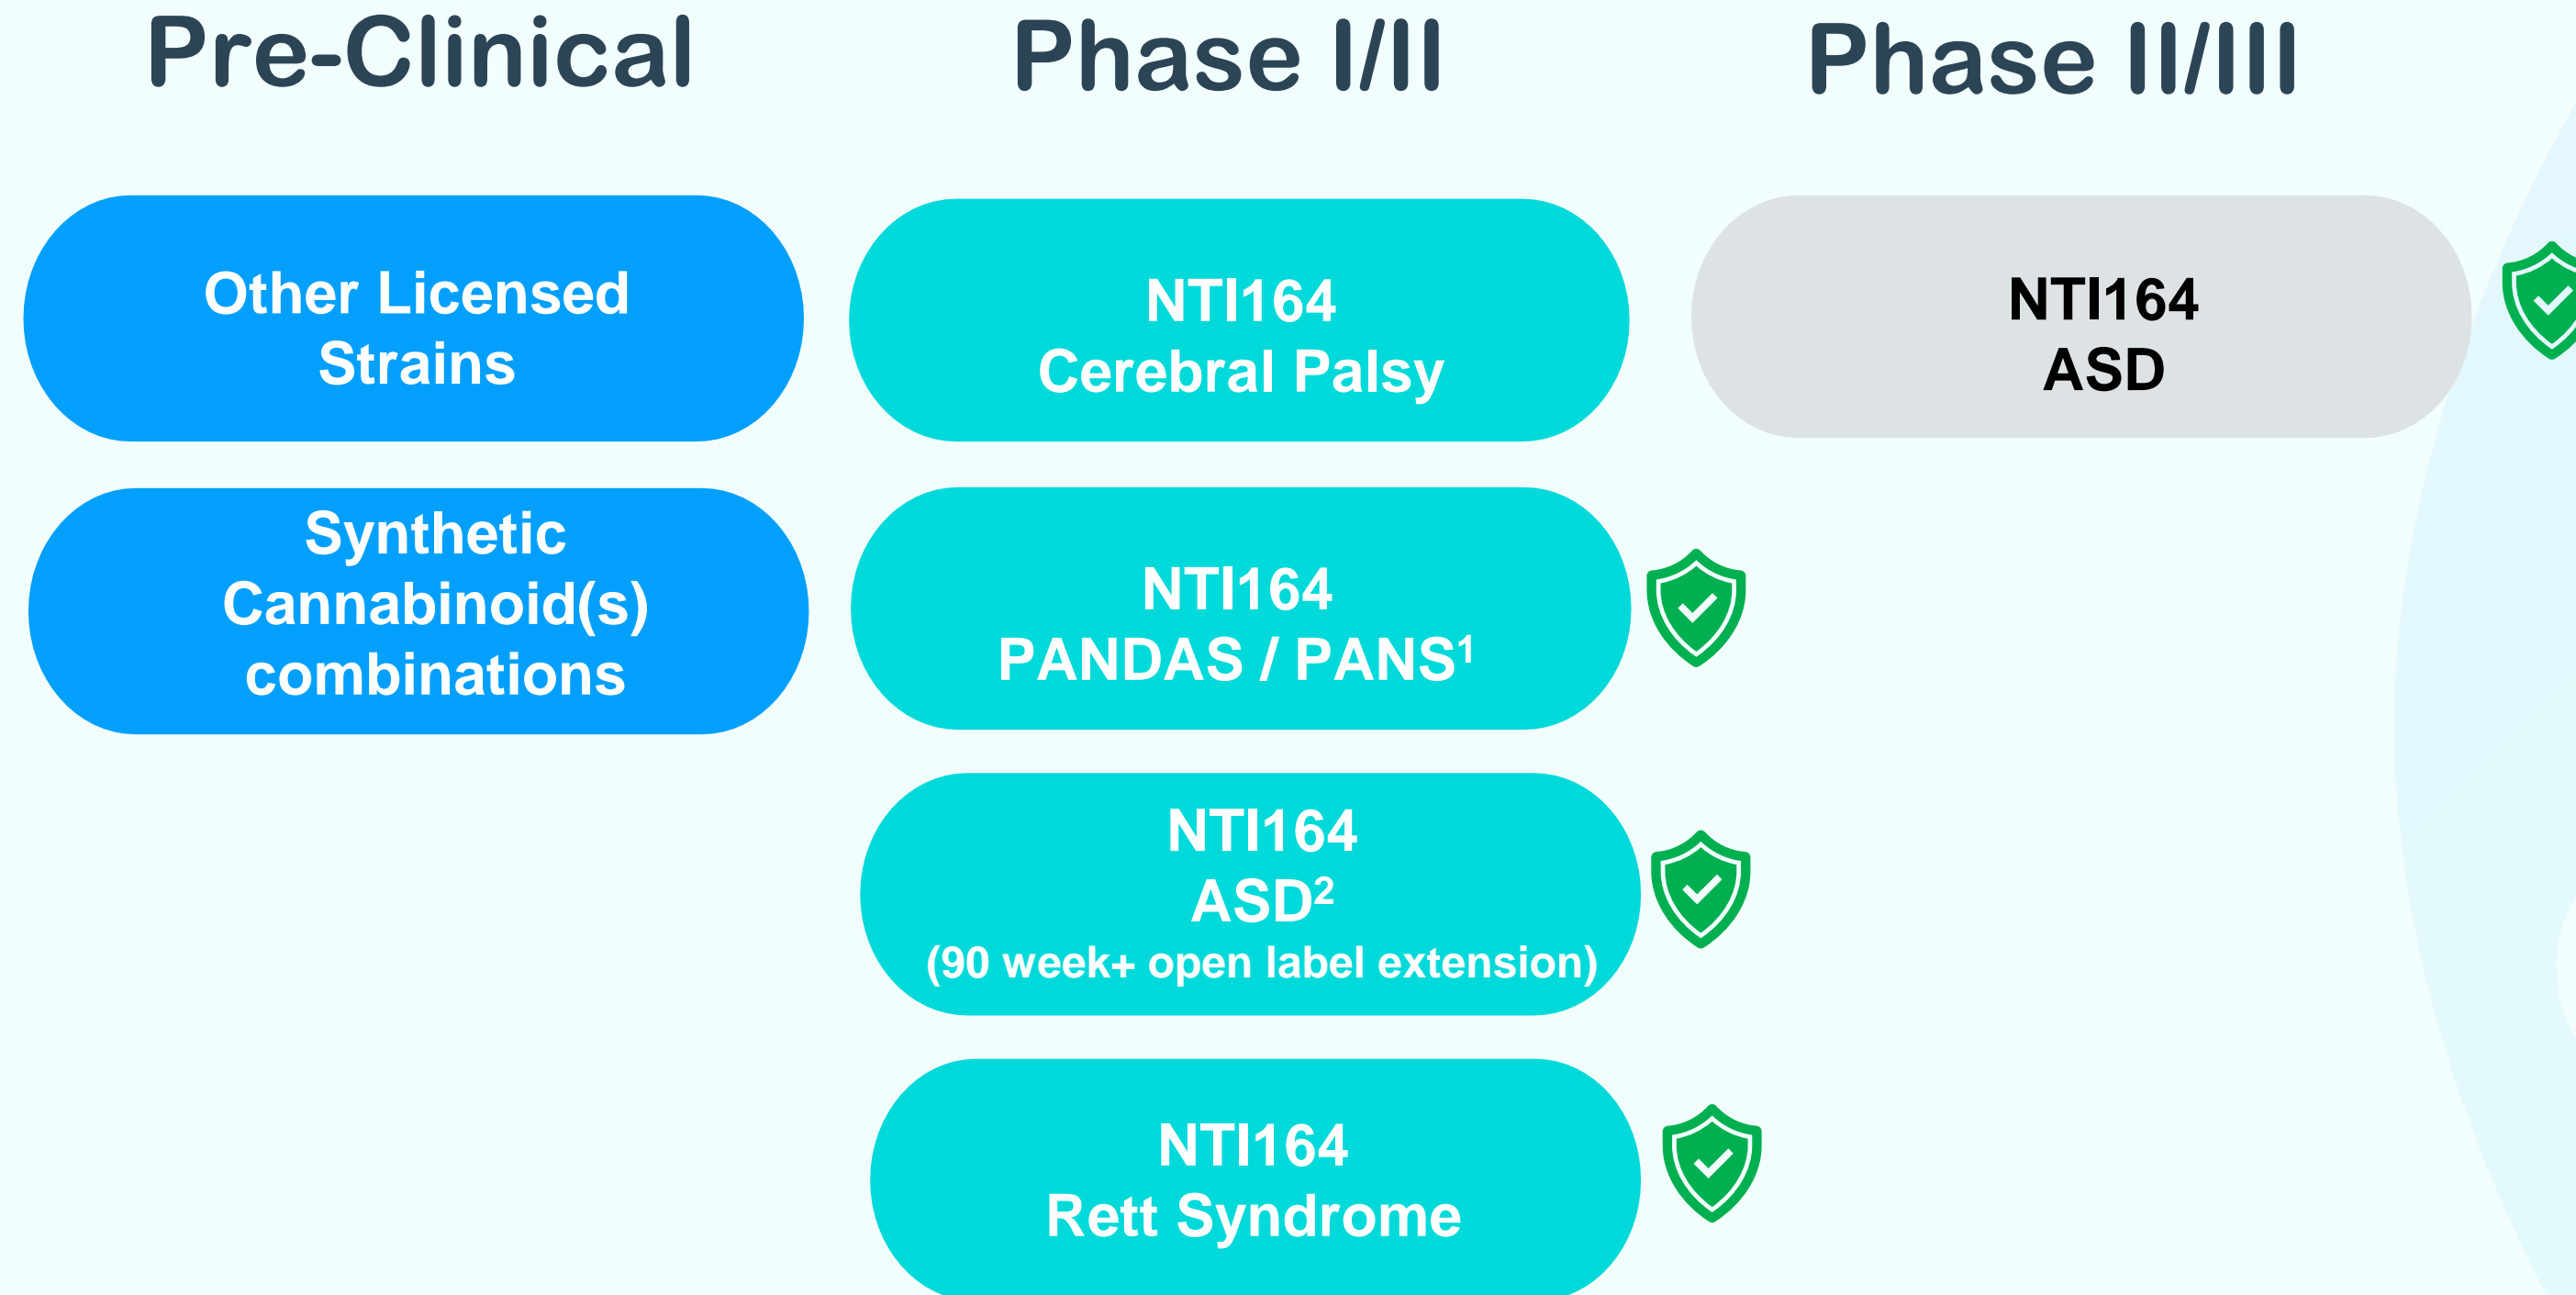 Pre-Clinical
Phase I/II
Phase II/III
Other Licensed
Strains
Synthetic
Cannabinoid(s)
combinations
NTI164
Cerebral Palsy
NTI164
PANDAS / PANS¹
NTI164
ASD²
(90 week+ open label extension)
NTI164
Rett Syndrome
NTI164
ASD